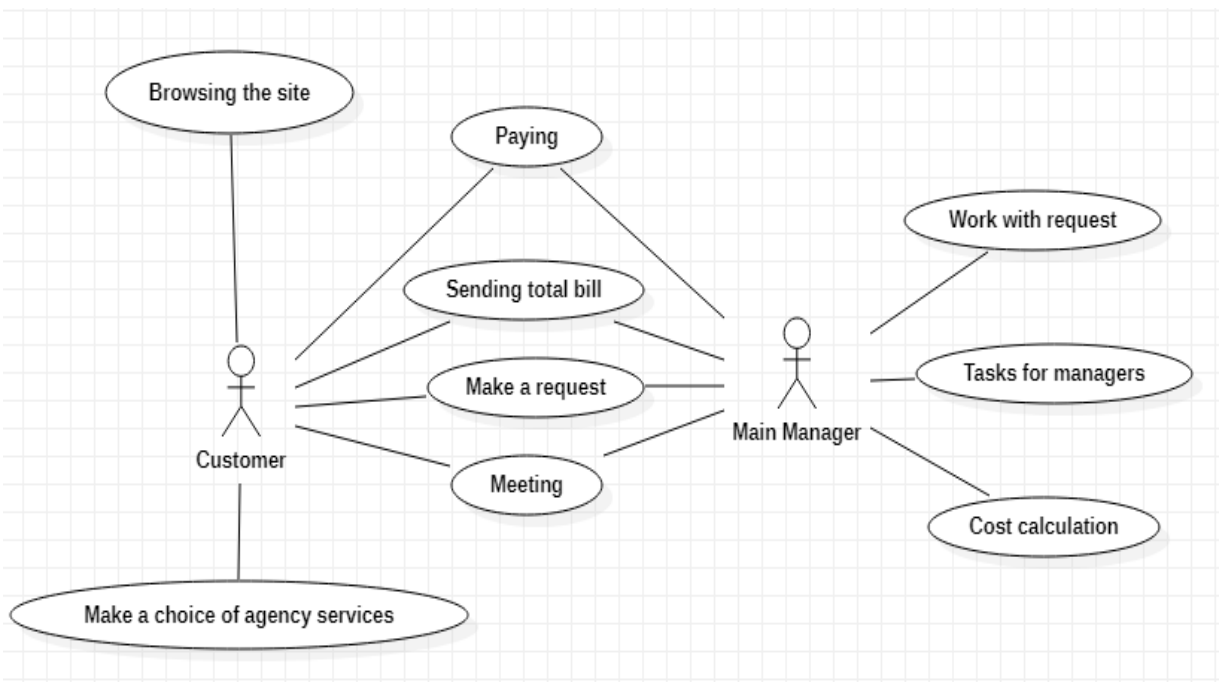 Browsing the site
Paying
Work with request
Sending total bill
Tasks for managers
Make a request
Main Manager
Customer
Meeting
Cost calculation
Make a choice of agency services